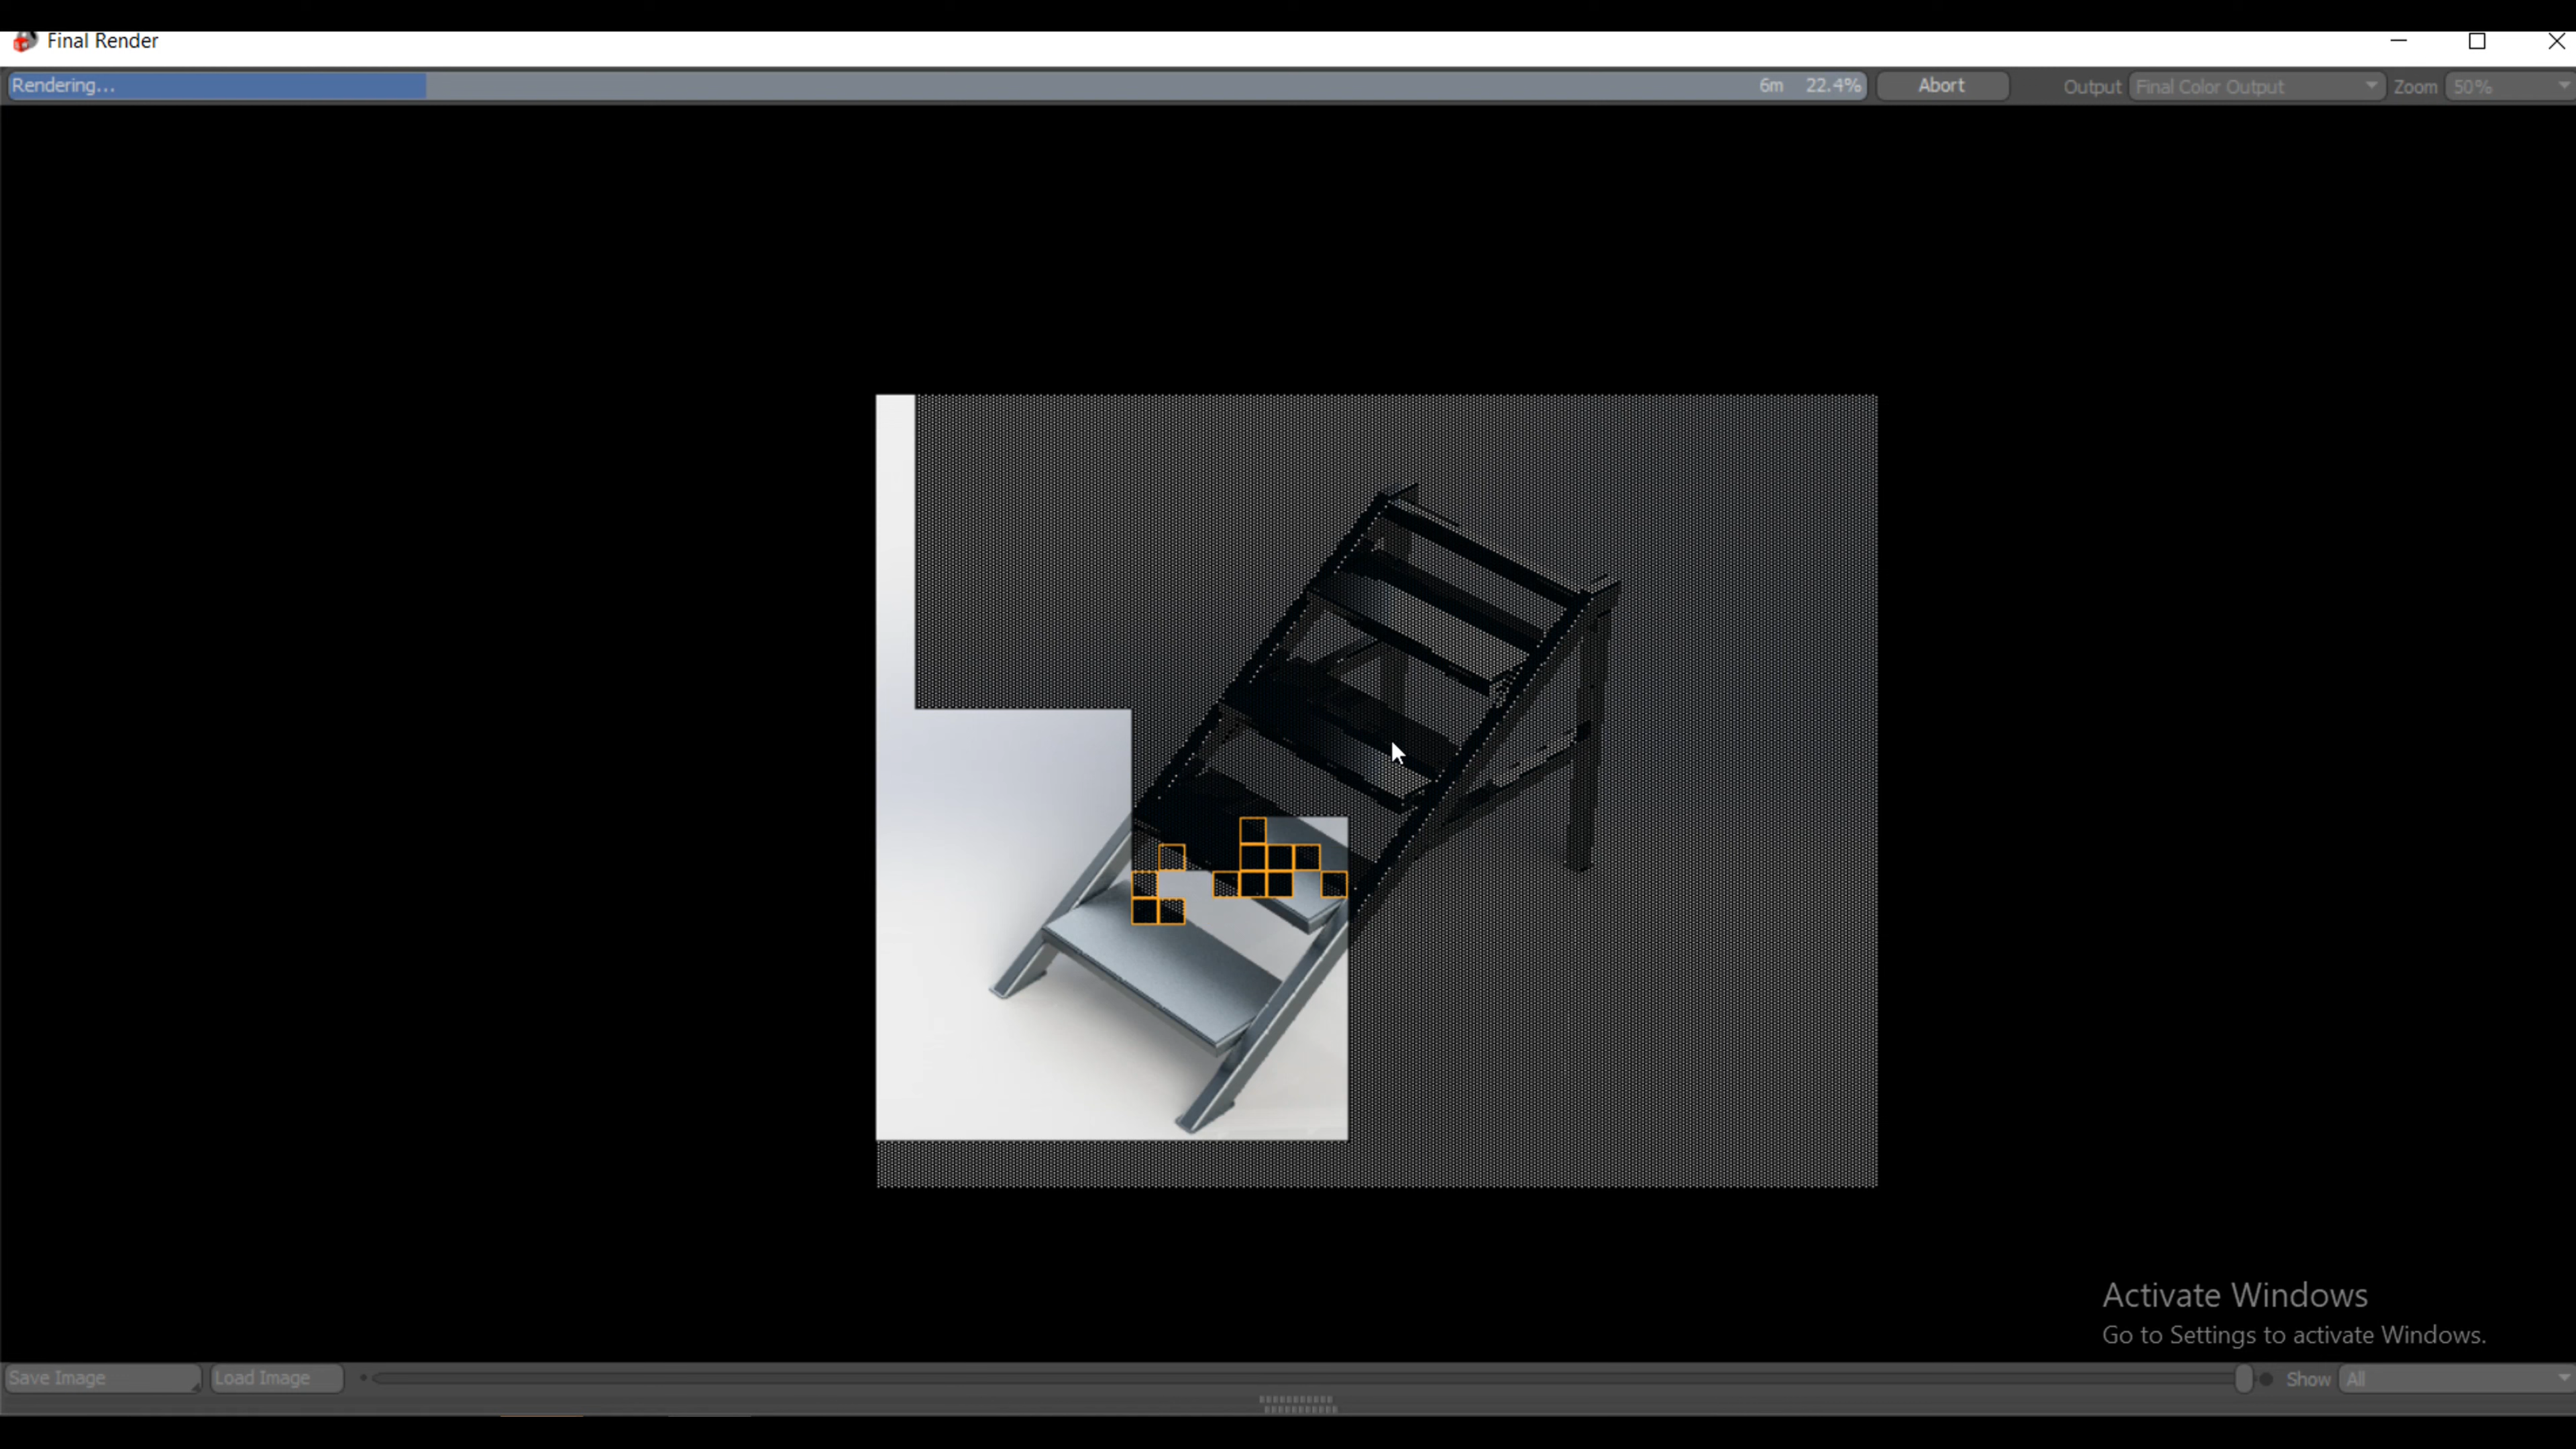 Final Render
Rendering...
6m 22.4%
Abort
Output Final Color Output
Zoom 50%
Activate Windows
Go to Settings to activate Windows.
Save Image
Load Image
Show All